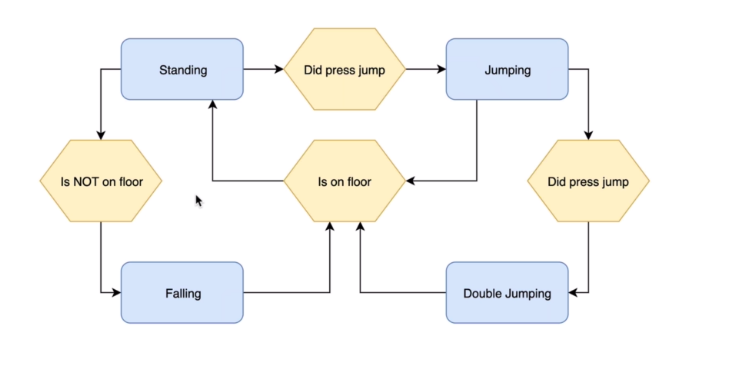 Standing
Did press jump
Jumping
Is NOT on floor
Is on floor
Did press jump
Falling
Double Jumping